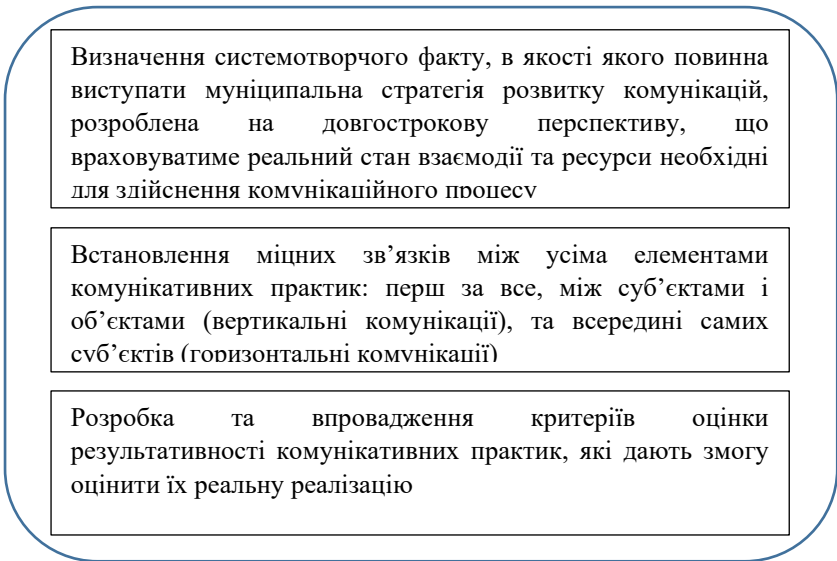 Визначення системотворчого факту, в якості якого повинна
виступати муніципальна стратегія розвитку комунікацій,
розроблена на довгострокову перспективу, що
враховуватиме реальний стан взаємодії та ресурси необхідні
для здійснення комунікаційного процесу
Встановлення міцних зв’язків між усіма елементами
комунікативних практик: перш за все, між суб’єктами і
об’єктами (вертикальні комунікації), та всередині самих
суб’єктів (горизонтальні комунікації)
Розробка та впровадження критеріїв оцінки
результативності комунікативних практик, які дають змогу
оцінити їх реальну реалізацію